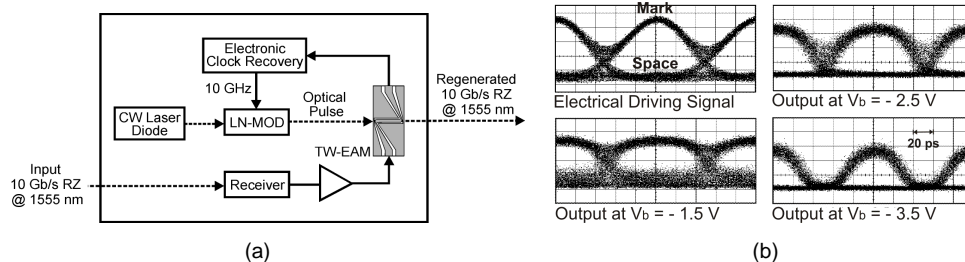 Electronic
Clock Recovery
10 GHz
CW Laser
Diode
LN-MOD
Optical
Pulse
TW-EAM
Regenerated
10 Gb/s RZ
@ 1555 nm
Input
10 Gb/s RZ
@ 1555 nm
Receiver
(a)
Mark
Space
Electrical Driving Signal
Output at Vb = - 2.5 V
Output at Vb = - 1.5 V
20 ps
Output at Vb = - 3.5 V
(b)